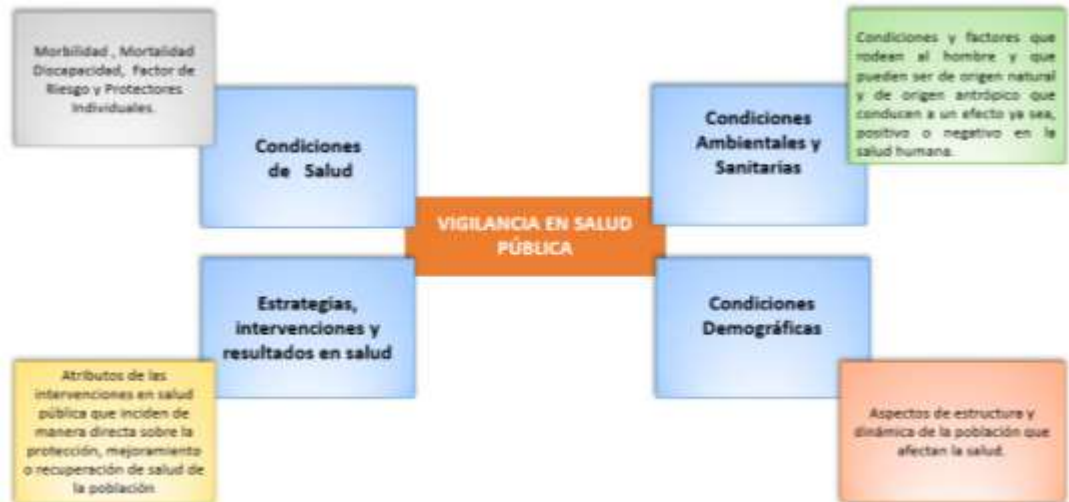 Morbilidad , Mortalidad
Discapacidad, Factor de
Riesgo y Protectores
Individuales.
Condiciones
de Salud
Condiciones
Ambientales y
Sanitarias
Condiciones y factores que
rodean al hombre y que
pueden ser de origen natural
y de origen antrópico que
conducen a un efecto ya sea,
positivo o negativo en la
salud humana.
VIGILANCIA EN SALUD
PÚBLICA
Estrategias,
intervenciones y
resultados en salud
Condiciones
Demográficas
Atributos de las
intervenciones en salud
pública que inciden de
manera directa sobre la
protección, mejoramiento
o recuperación de salud de
la población
Aspectos de estructura y
dinámica de la población que
afectan la salud.